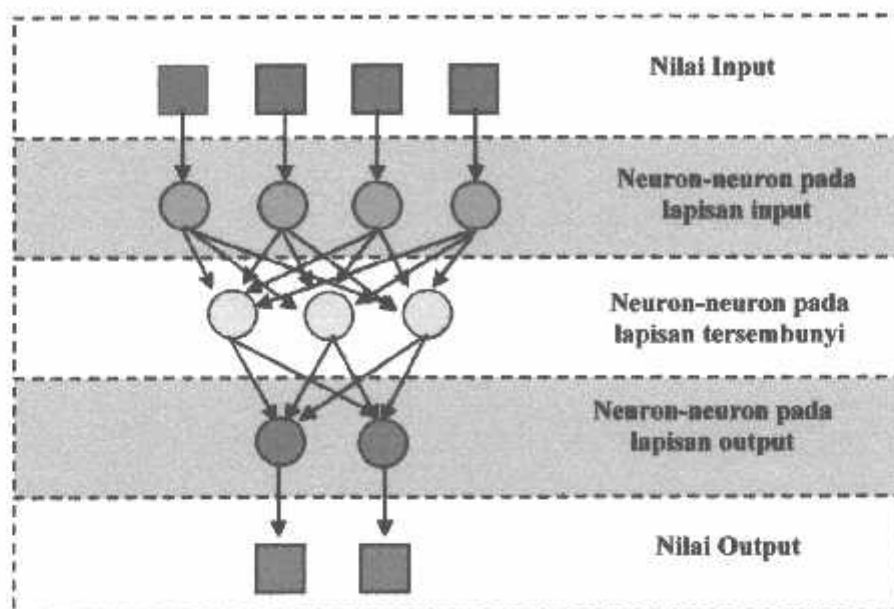 Nilai Input
Neuron-neuron pada
lapisan input
Neuron-neuron pada
lapisan tersembunyi
Neuron-neuron pada
lapisan output
Nilai Output